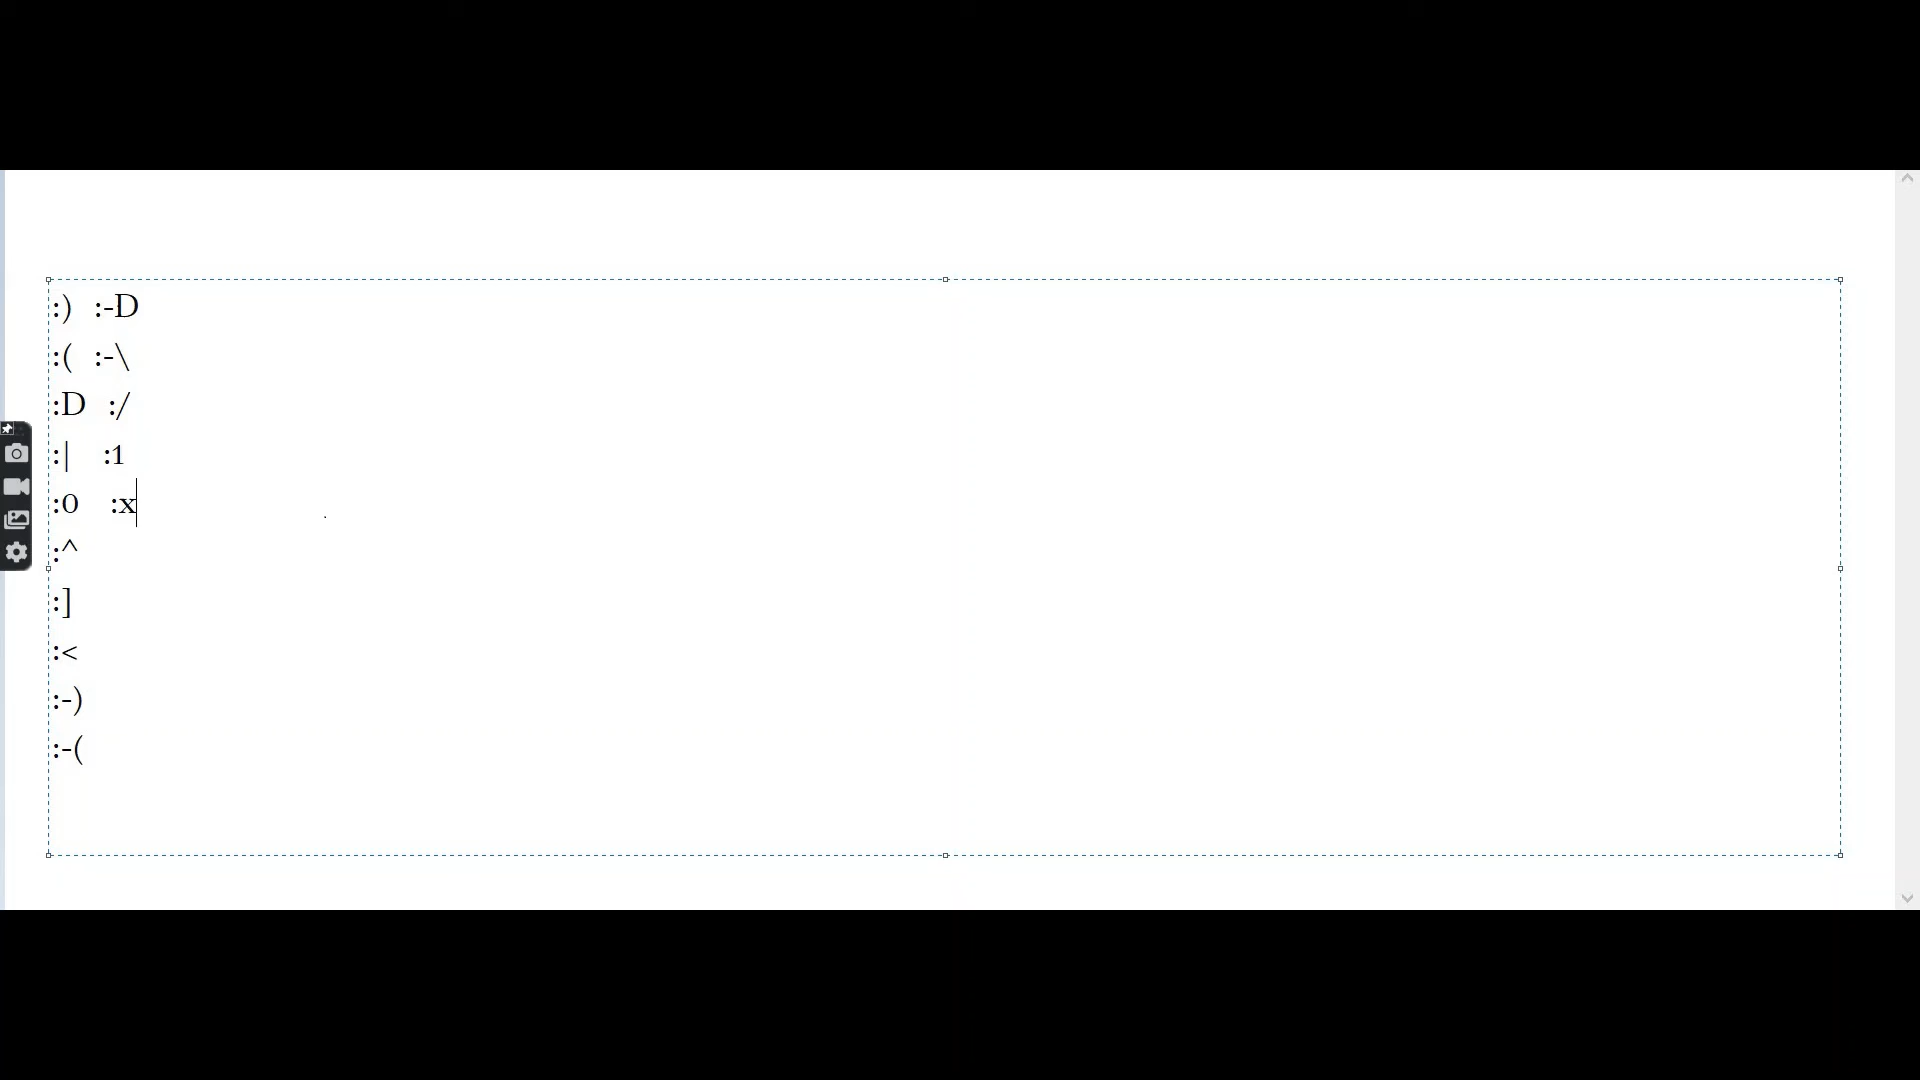 :) :-D
:( :-\
:D :/
:| :1
:0 :x
:^
:]
:<
:-)
:-(